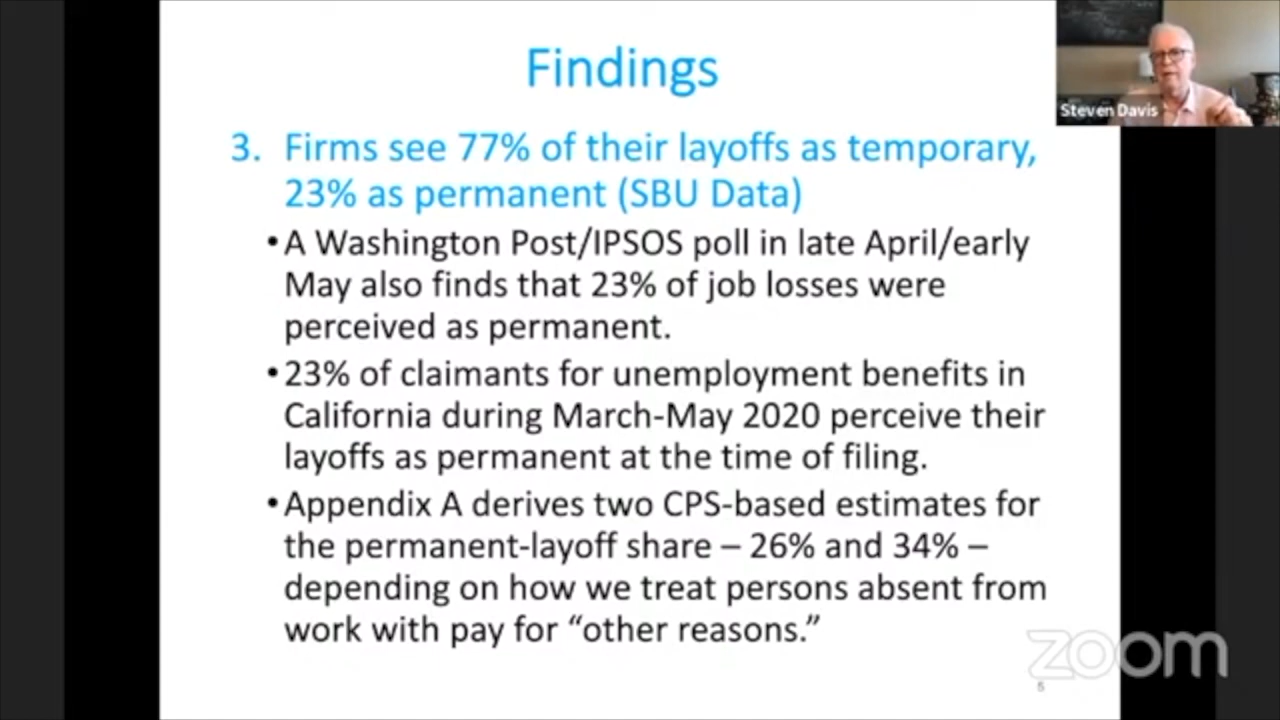 Findings
3. Firms see 77% of their layoffs as temporary,
23% as permanent (SBU Data)
•A Washington Post/IPSOS poll in late April/early
May also finds that 23% of job losses were
perceived as permanent.
•23% of claimants for unemployment benefits in
California during March-May 2020 perceive their
layoffs as permanent at the time of filing.
•Appendix A derives two CPS-based estimates for
the permanent-layoff share – 26% and 34% –
depending on how we treat persons absent from
work with pay for “other reasons.”
Steven Davis
zoom
5